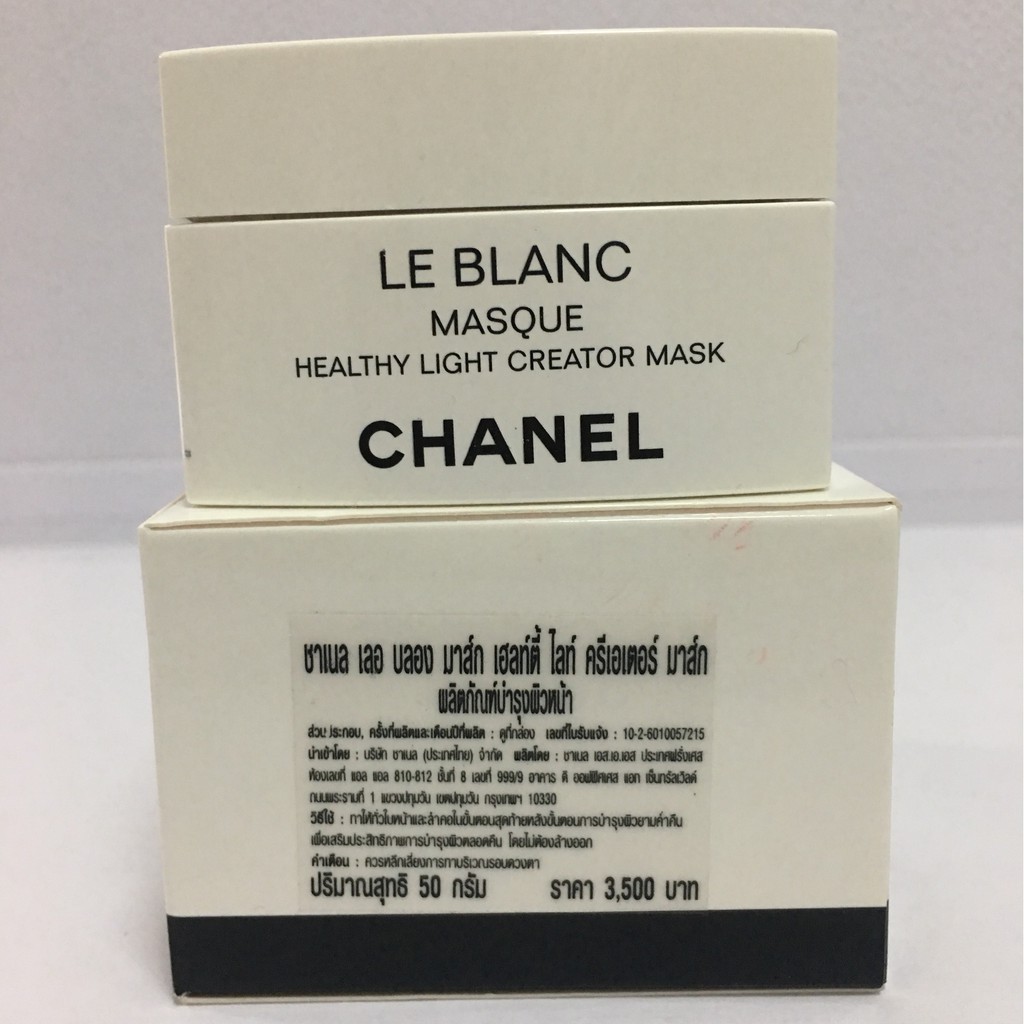 LE BLANC
MASQUE
HEALTHY LIGHT CREATOR MASK
CHANEL
ชาเนล เลอ บลอง มาส์ก เฮลท์ตี้ ไลท์ ครีเอเตอร์ มาส์ก
ผลิตภัณฑ์บำรุงผิวหน้า
ส่วนประกอบ, ครั้งที่ผลิตและเดือนปีที่ผลิต : ดูที่กล่อง เลขที่ใบรับแจ้ง : 10-2-6010057215
นำเข้าโดย : บริษัท ชาเนล (ประเทศไทย) จำกัด ผลิตโดย : ชาเนล เอส.เอ.เอส ประเทศฝรั่งเศส
ห้องเลขที่ แอล แอล 810-812 ชั้นที่ 8 เลขที่ 999/9 อาคาร ดิ ออฟฟิศเศส แอท เซ็นทรัลเวิลด์
ถนนพระรามที่ 1 แขวงปทุมวัน เขตปทุมวัน กรุงเทพฯ 10330
วิธีใช้ : ทาให้ทั่วใบหน้าและลำคอในขั้นตอนสุดท้ายหลังขั้นตอนการบำรุงผิวยามค่ำคืน
เพื่อเสริมประสิทธิภาพการบำรุงผิวตลอดคืน โดยไม่ต้องล้างออก
คำเตือน : ควรหลีกเลี่ยงการทาบริเวณรอบดวงตา
ปริมาณสุทธิ 50 กรัม ราคา 3,500 บาท